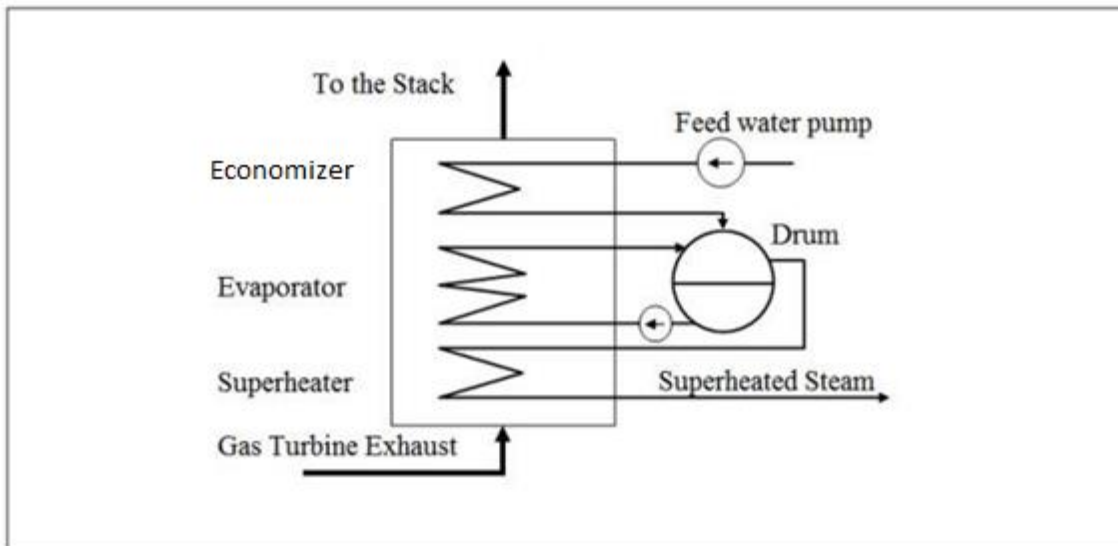 To the Stack
Feed water pump
Economizer
Drum
Evaporator
Superheater
Superheated Steam
Gas Turbine Exhaust